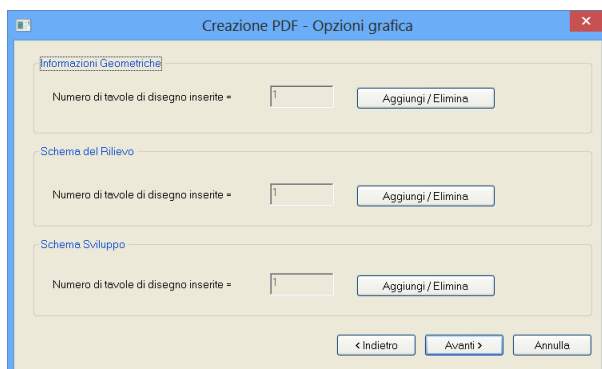 Creazione PDF - Opzioni grafica
Informazioni Geometriche
Numero di tavole di disegno inserite = 1 Aggiungi / Elimina
Schema del Rilievo
Numero di tavole di disegno inserite = 1 Aggiungi / Elimina
Schema Sviluppo
Numero di tavole di disegno inserite = 1 Aggiungi / Elimina
< Indietro Avanti > Annulla